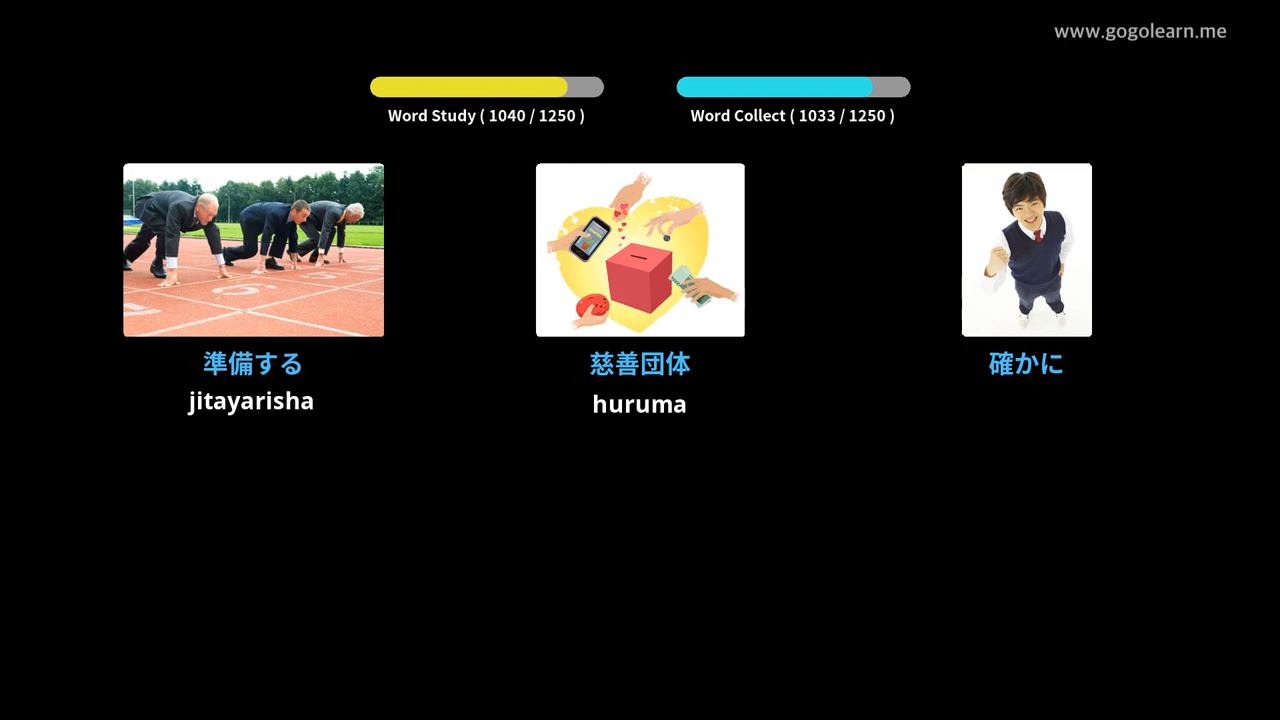 www.gogolearn.me
Word Study ( 1040 / 1250 )
Word Collect ( 1033 / 1250 )
準備する
jitayarisha
慈善団体
huruma
確かに